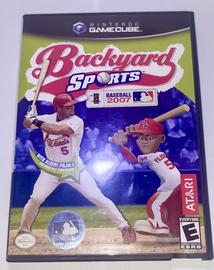 NINTENDO
GAMECUBE
Backyard
SPORTS
BASEBALL
2007
WITH ALBERT PUJOLS
5
5
ATARI
EVERYONE
E
ESRB